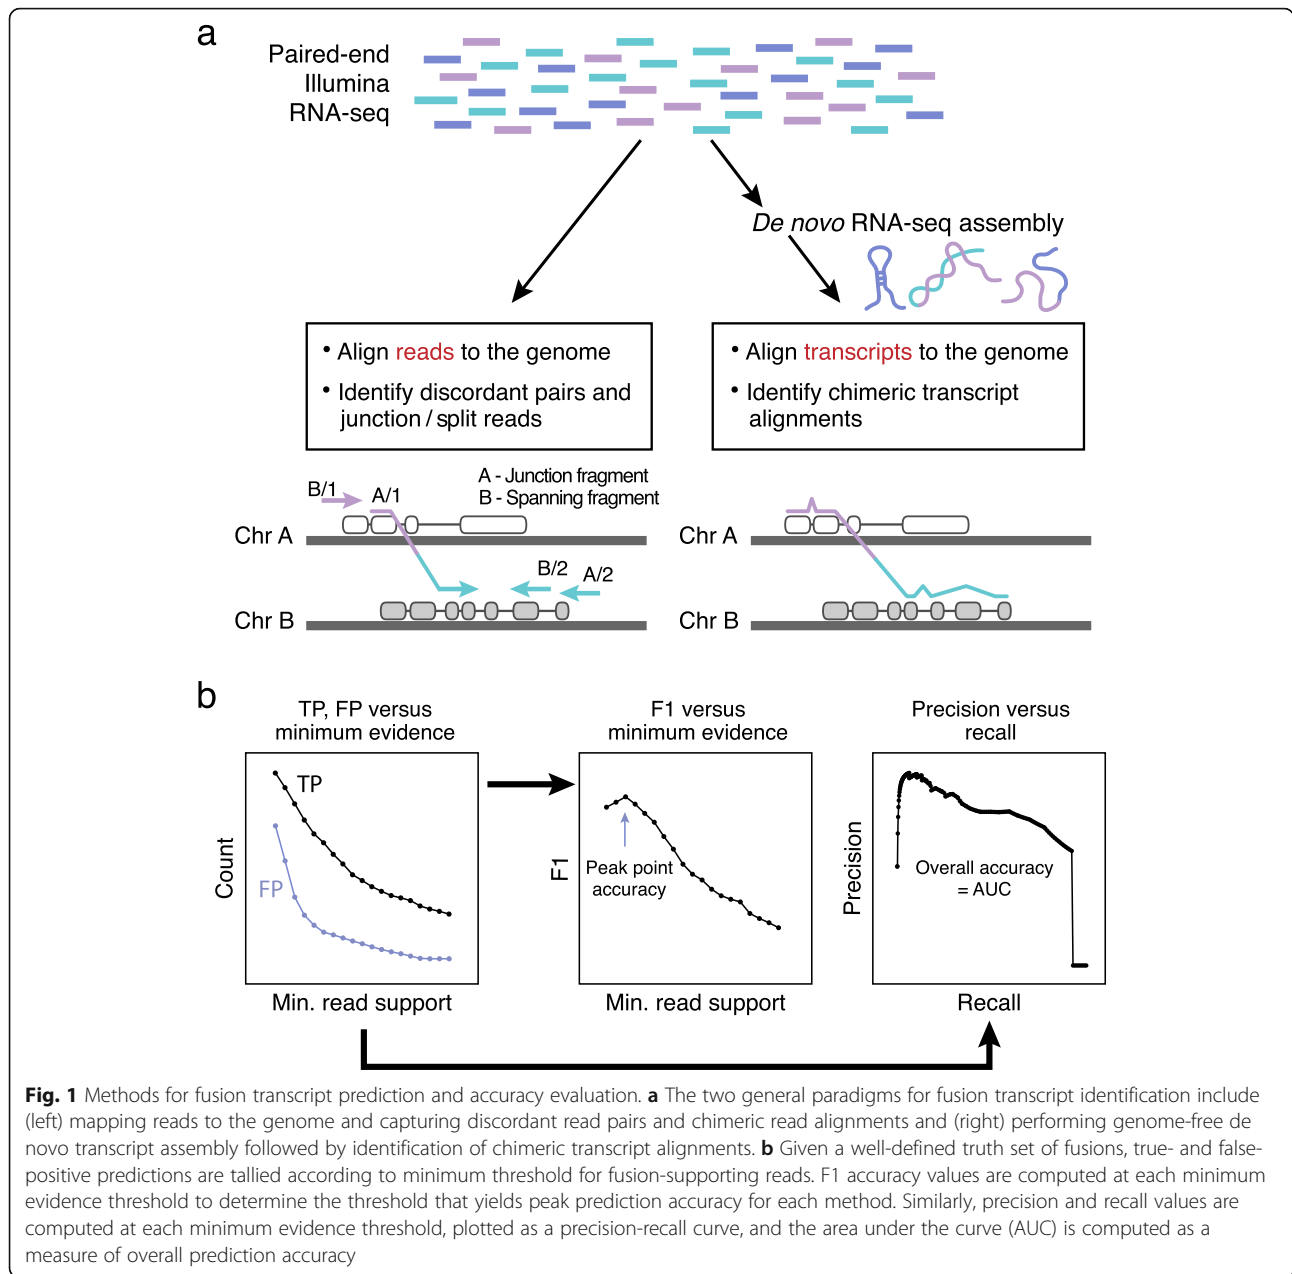 a
Paired-end
Illumina
RNA-seq
De novo RNA-seq assembly
• Align reads to the genome
• Identify discordant pairs and
junction / split reads
• Align transcripts to the genome
• Identify chimeric transcript
alignments
A - Junction fragment
B - Spanning fragment
B/1
A/1
Chr A
B/2
A/2
Chr B
Chr A
Chr B
b
TP, FP versus
minimum evidence
TP
FP
Count
Min. read support
F1 versus
minimum evidence
Peak point
accuracy
F1
Min. read support
Precision versus
recall
Overall accuracy
= AUC
Precision
Recall
Fig. 1 Methods for fusion transcript prediction and accuracy evaluation. a The two general paradigms for fusion transcript identification include
(left) mapping reads to the genome and capturing discordant read pairs and chimeric read alignments and (right) performing genome-free de
novo transcript assembly followed by identification of chimeric transcript alignments. b Given a well-defined truth set of fusions, true- and false-
positive predictions are tallied according to minimum threshold for fusion-supporting reads. F1 accuracy values are computed at each minimum
evidence threshold to determine the threshold that yields peak prediction accuracy for each method. Similarly, precision and recall values are
computed at each minimum evidence threshold, plotted as a precision-recall curve, and the area under the curve (AUC) is computed as a
measure of overall prediction accuracy